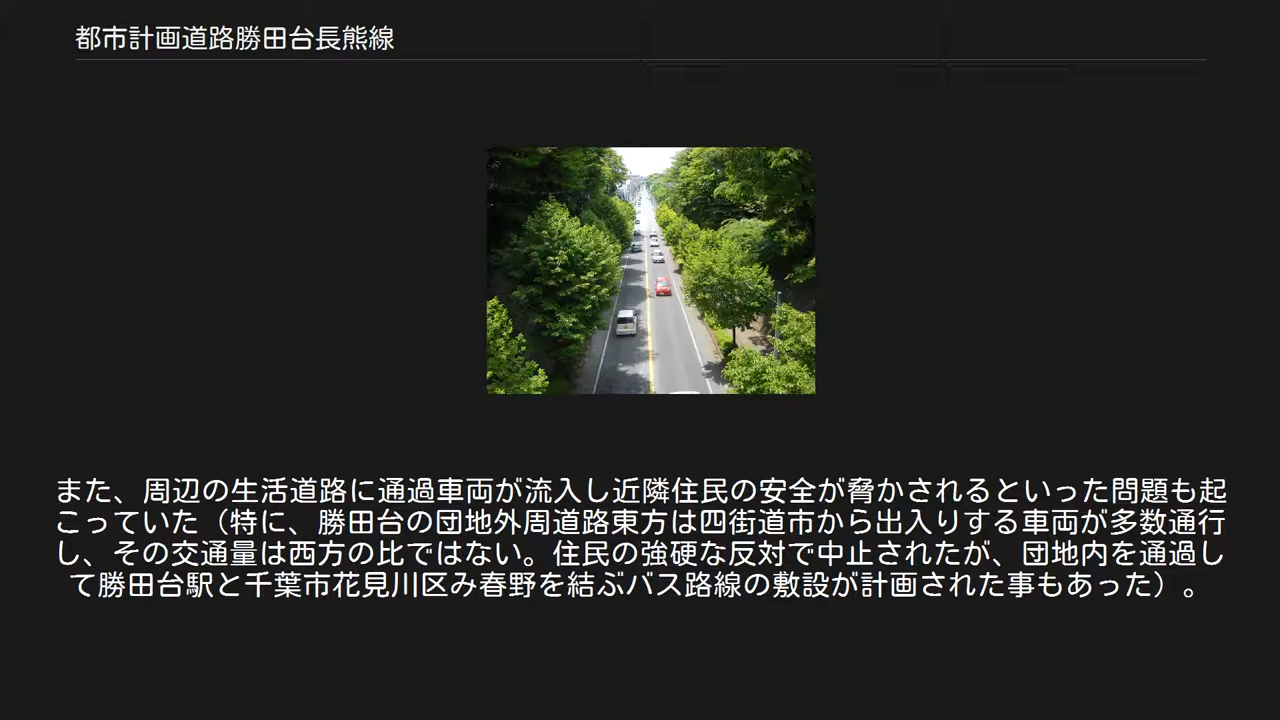 都市計画道路勝田台長熊線
また、周辺の生活道路に通過車両が流入し近隣住民の安全が脅かされるといった問題も起
こっていた（特に、勝田台の団地外周道路東方は四街道市から出入りする車両が多数通行
し、その交通量は西方の比ではない。住民の強硬な反対で中止されたが、団地内を通過し
て勝田台駅と千葉市花見川区み春野を結ぶバス路線の敷設が計画された事もあった）。